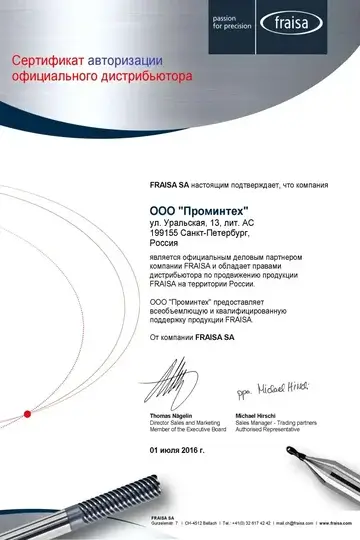 passion
for precision
fraisa
Сертификат авторизации
официального дистрибьютора
FRAISA SA настоящим подтверждает, что компания
ООО "Проминтех"
ул. Уральская, 13, лит. АС
199155 Санкт-Петербург,
Россия
является официальным деловым партнером
компании FRAISA и обладает правами
дистрибьютора по продвижению продукции
FRAISA на территории России.
ООО "Проминтех" предоставляет
всеобъемлющую и квалифицированную
поддержку продукции FRAISA.
От компании FRAISA SA
ppa. Michael Hirschi
Thomas Nägelin
Director Sales and Marketing
Member of the Executive Board
Michael Hirschi
Sales Manager - Trading partners
Authorised Representative
01 июля 2016 г.
FRAISA SA
Gurzelenstr. 7 | CH-4512 Bellach | Tel.: +41(0) 32 617 42 42 | mail.ch@fraisa.com | www.fraisa.com